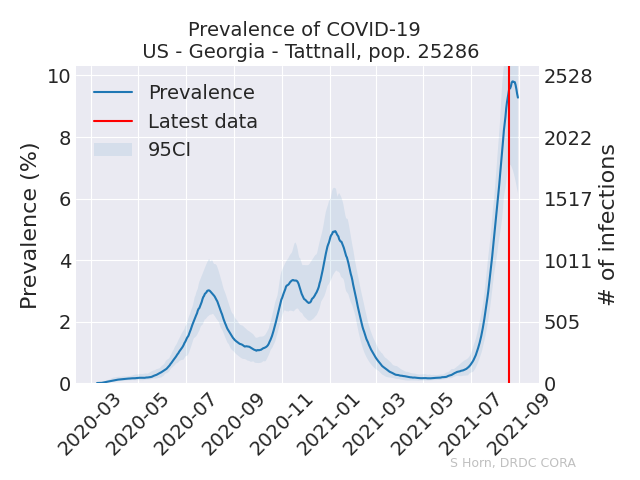 Prevalence of COVID-19
US - Georgia - Tattnall, pop. 25286
Prevalence (%)
10
8
6
4
2
0
Prevalence
Latest data
95CI
2528
2022
1517
1011
505
0
# of infections
2020-03
2020-05
2020-07
2020-09
2020-11
2021-01
2021-03
2021-05
2021-07
2021-09
S Horn, DRDC CORA